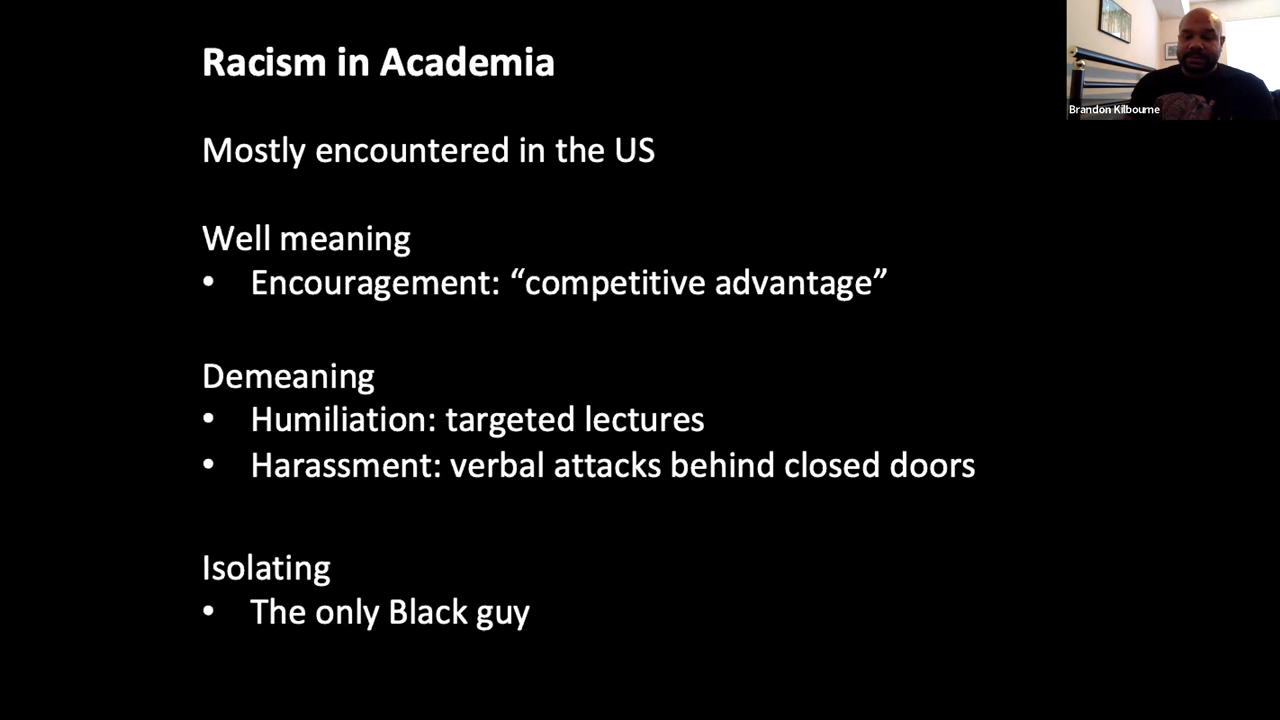 Racism in Academia
Brandon Kilbourne
Mostly encountered in the US
Well meaning
• Encouragement: “competitive advantage”
Demeaning
• Humiliation: targeted lectures
• Harassment: verbal attacks behind closed doors
Isolating
• The only Black guy